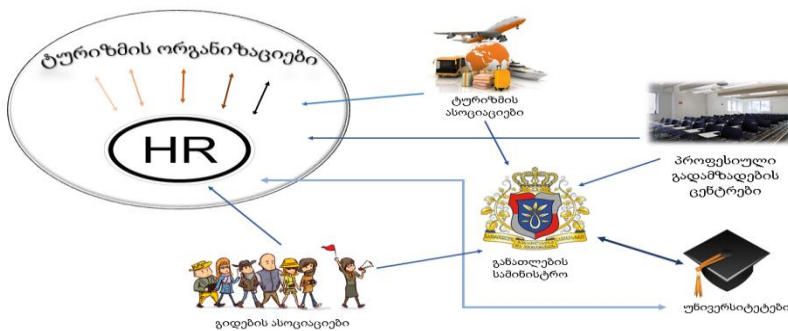 ტურიზმის ორგანიზაციები
HR
ტურიზმის
ასოციაციები
პროფესიული
გადამზადების
ცენტრები
განათლების
სამინისტრო
უნივერსიტეტები
გიდების ასოციაციები